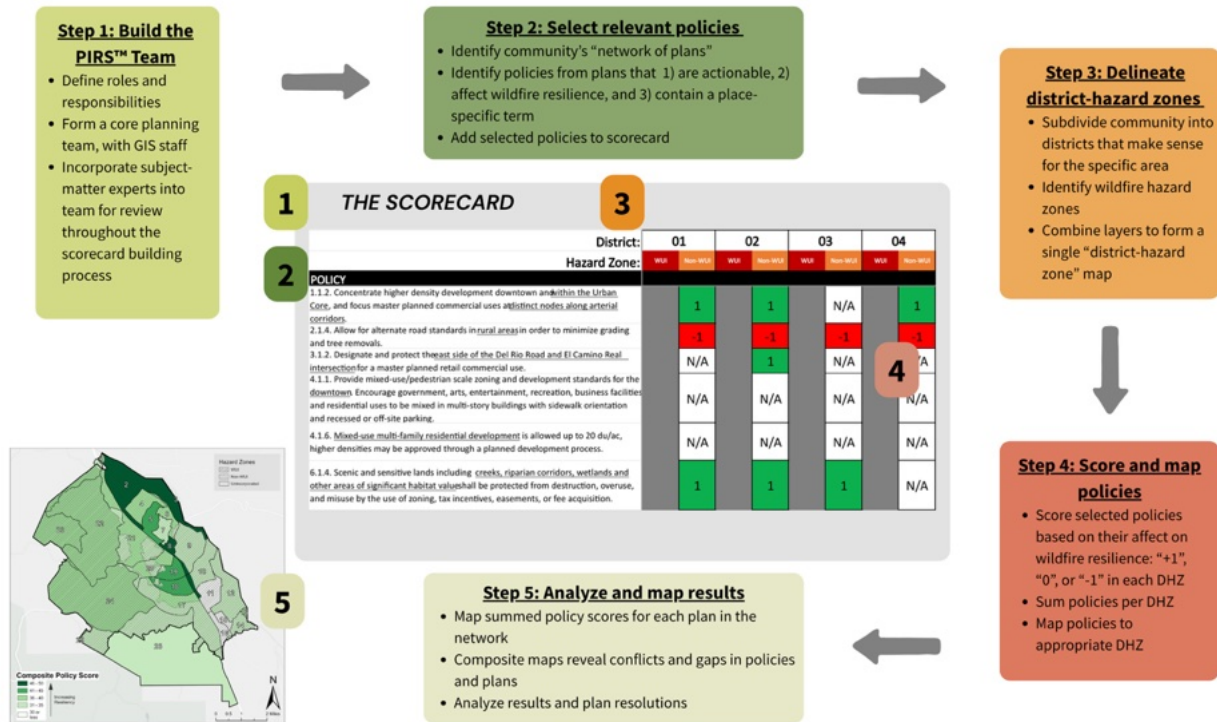 Step 1: Build the
PIRS™ Team
• Define roles and
responsibilities
• Form a core planning
team, with GIS staff
• Incorporate subject-
matter experts into
team for review
throughout the
scorecard building
process
Step 2: Select relevant policies
• Identify community's "network of plans"
• Identify policies from plans that 1) are actionable, 2)
affect wildfire resilience, and 3) contain a place-
specific term
• Add selected policies to scorecard
Step 3: Delineate
district-hazard zones
• Subdivide community into
districts that make sense
for the specific area
• Identify wildfire hazard
zones
• Combine layers to form a
single "district-hazard
zone" map
1 THE SCORECARD 3
District: 01 02 03 04
2 Hazard Zone: WUI Non-WUI WUI Non-WUI WUI Non-WUI WUI Non-WUI
POLICY
1.1.2. Concentrate higher density development downtown and within the Urban
Core, and focus master planned commercial uses at distinct nodes along arterial
corridors.
1 1 N/A 1
2.1.4. Allow for alternate road standards in rural areas in order to minimize grading
and tree removals.
-1 -1 -1 -1
3.1.2. Designate and protect the east side of the Del Rio Road and El Camino Real
intersection for a master planned retail commercial use.
N/A 1 N/A 4
4.1.1. Provide mixed-use/pedestrian scale zoning and development standards for the
downtown. Encourage government, arts, entertainment, recreation, business facilities
and residential uses to be mixed in multi-story buildings with sidewalk orientation
and recessed or off-site parking.
N/A N/A N/A N/A
4.1.6. Mixed-use multi-family residential development is allowed up to 20 du/ac,
higher densities may be approved through a planned development process.
N/A N/A N/A N/A
6.1.4. Scenic and sensitive lands including creeks, riparian corridors, wetlands and
other areas of significant habitat value shall be protected from destruction, overuse,
and misuse by the use of zoning, tax incentives, easements, or fee acquisition.
1 1 1 N/A
Step 4: Score and map
policies
• Score selected policies
based on their affect on
wildfire resilience: "+1",
"0", or "-1" in each DHZ
• Sum policies per DHZ
• Map policies to
appropriate DHZ
5
Step 5: Analyze and map results
• Map summed policy scores for each plan in the
network
• Composite maps reveal conflicts and gaps in policies
and plans
• Analyze results and plan resolutions
Hazard Zones
Composite Policy Score
Increasing
Resiliency
N